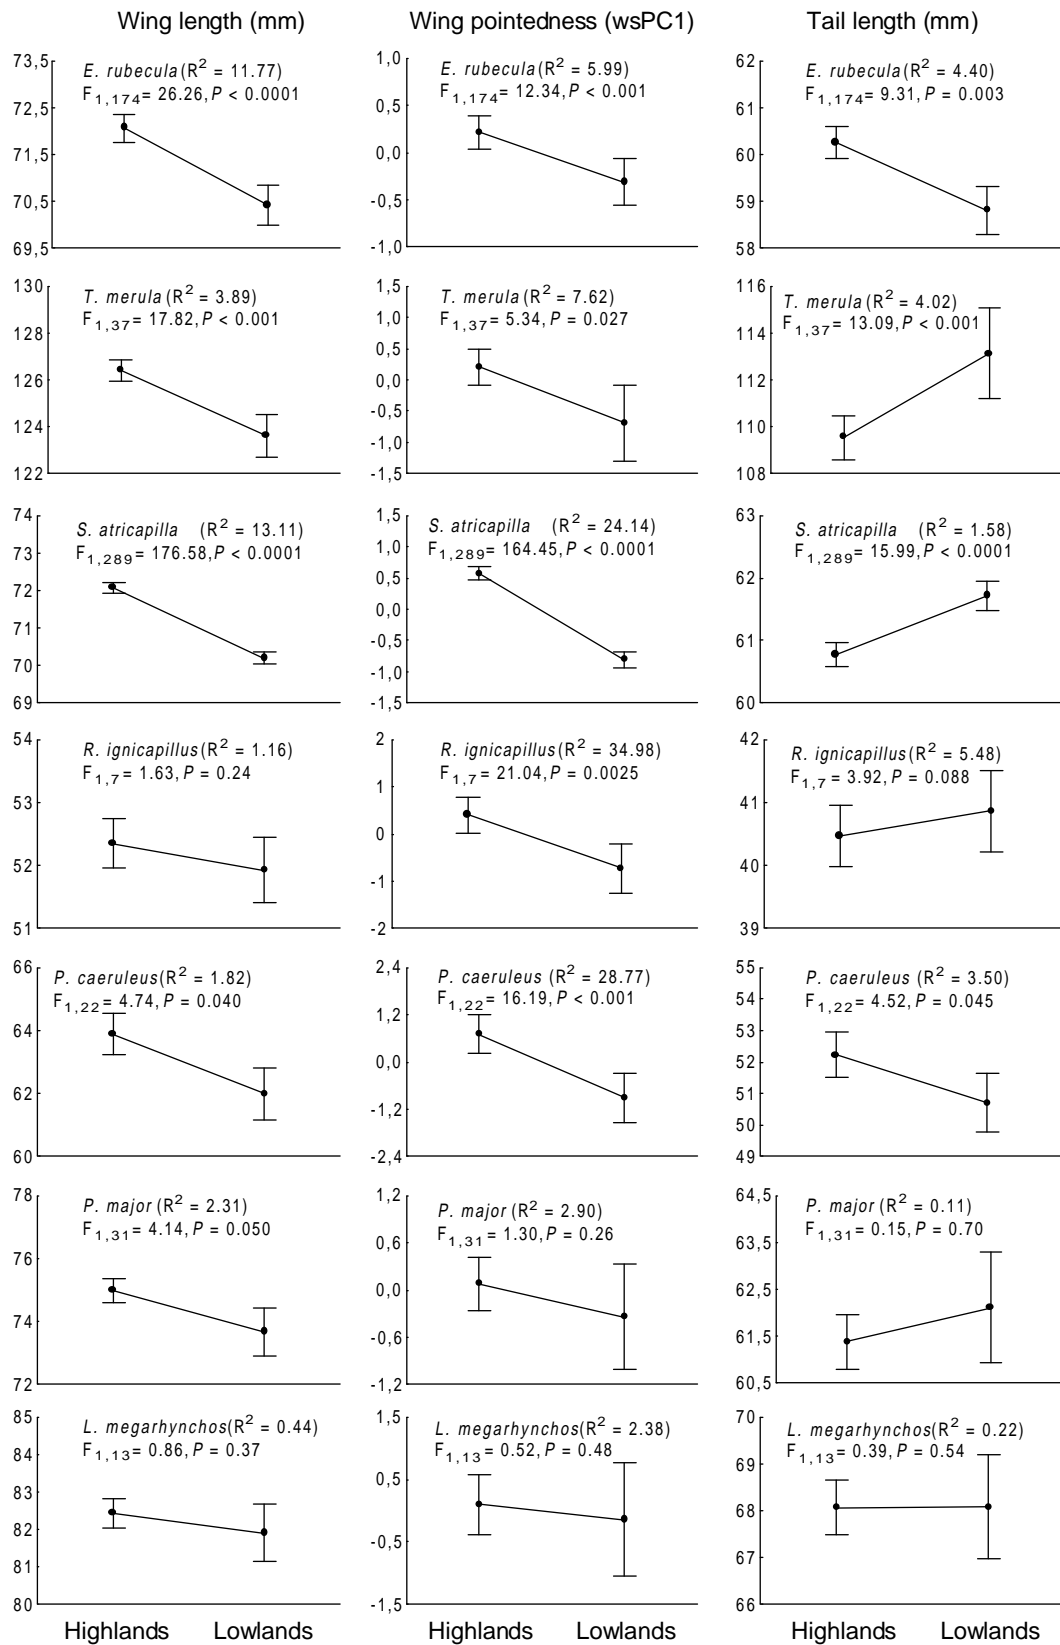 Wing length (mm)
Wing pointedness (wsPC1)
Tail length (mm)
73,5
72,5
71,5
70,5
69,5
E. rubecula (R² = 11.77)
F1,174= 26.26, P < 0.0001
1,0
0,5
0,0
-0,5
-1,0
E. rubecula (R² = 5.99)
F1,174= 12.34, P < 0.001
62
61
60
59
58
E. rubecula (R² = 4.40)
F1,174= 9.31, P = 0.003
130
128
126
123
122
T. merula (R² = 3.89)
F1,37= 17.82, P < 0.001
1,5
1,0
0,5
0,0
-0,5
-1,0
-1,5
T. merula (R² = 7.62)
F1,37= 5.34, P = 0.027
116
114
112
110
108
T. merula (R² = 4.02)
F1,37= 13.09, P < 0.001
74
73
72
71
70
69
S. atricapilla (R² = 13.11)
F1,289= 176.58, P < 0.0001
1,5
1,0
0,5
0,0
-0,5
-1,0
-1,5
S. atricapilla (R² = 24.14)
F1,289= 164.45, P < 0.0001
63
62
61
60
S. atricapilla (R² = 1.58)
F1,289= 15.99, P < 0.0001
54
53
52
51
R. ignicapillus (R² = 1.16)
F1,7= 1.63, P = 0.24
2
1
0
-1
-2
R. ignicapillus (R² = 34.98)
F1,7= 21.04, P = 0.0025
42
41
40
39
R. ignicapillus (R² = 5.48)
F1,7= 3.92, P = 0.088
66
64
62
60
P. caeruleus (R² = 1.82)
F1,22= 4.74, P = 0.040
2,4
1,2
0,0
-1,2
-2,4
P. caeruleus (R² = 28.77)
F1,22= 16.19, P < 0.001
55
54
53
52
51
50
49
P. caeruleus (R² = 3.50)
F1,22= 4.52, P = 0.045
78
76
74
72
P. major (R² = 2.31)
F1,31= 4.14, P = 0.050
1,2
0,6
0,0
-0,6
-1,2
P. major (R² = 2.90)
F1,31= 1.30, P = 0.26
64,5
63,5
62,5
61,5
60,5
P. major (R² = 0.11)
F1,31= 0.15, P = 0.70
85
84
83
82
81
80
L. megarhynchos (R² = 0.44)
F1,13= 0.86, P = 0.37
1,5
0,5
-0,5
-1,5
L. megarhynchos (R² = 2.38)
F1,13= 0.52, P = 0.48
70
69
68
67
66
L. megarhynchos (R² = 0.22)
F1,13= 0.39, P = 0.54
Highlands Lowlands
Highlands Lowlands
Highlands Lowlands